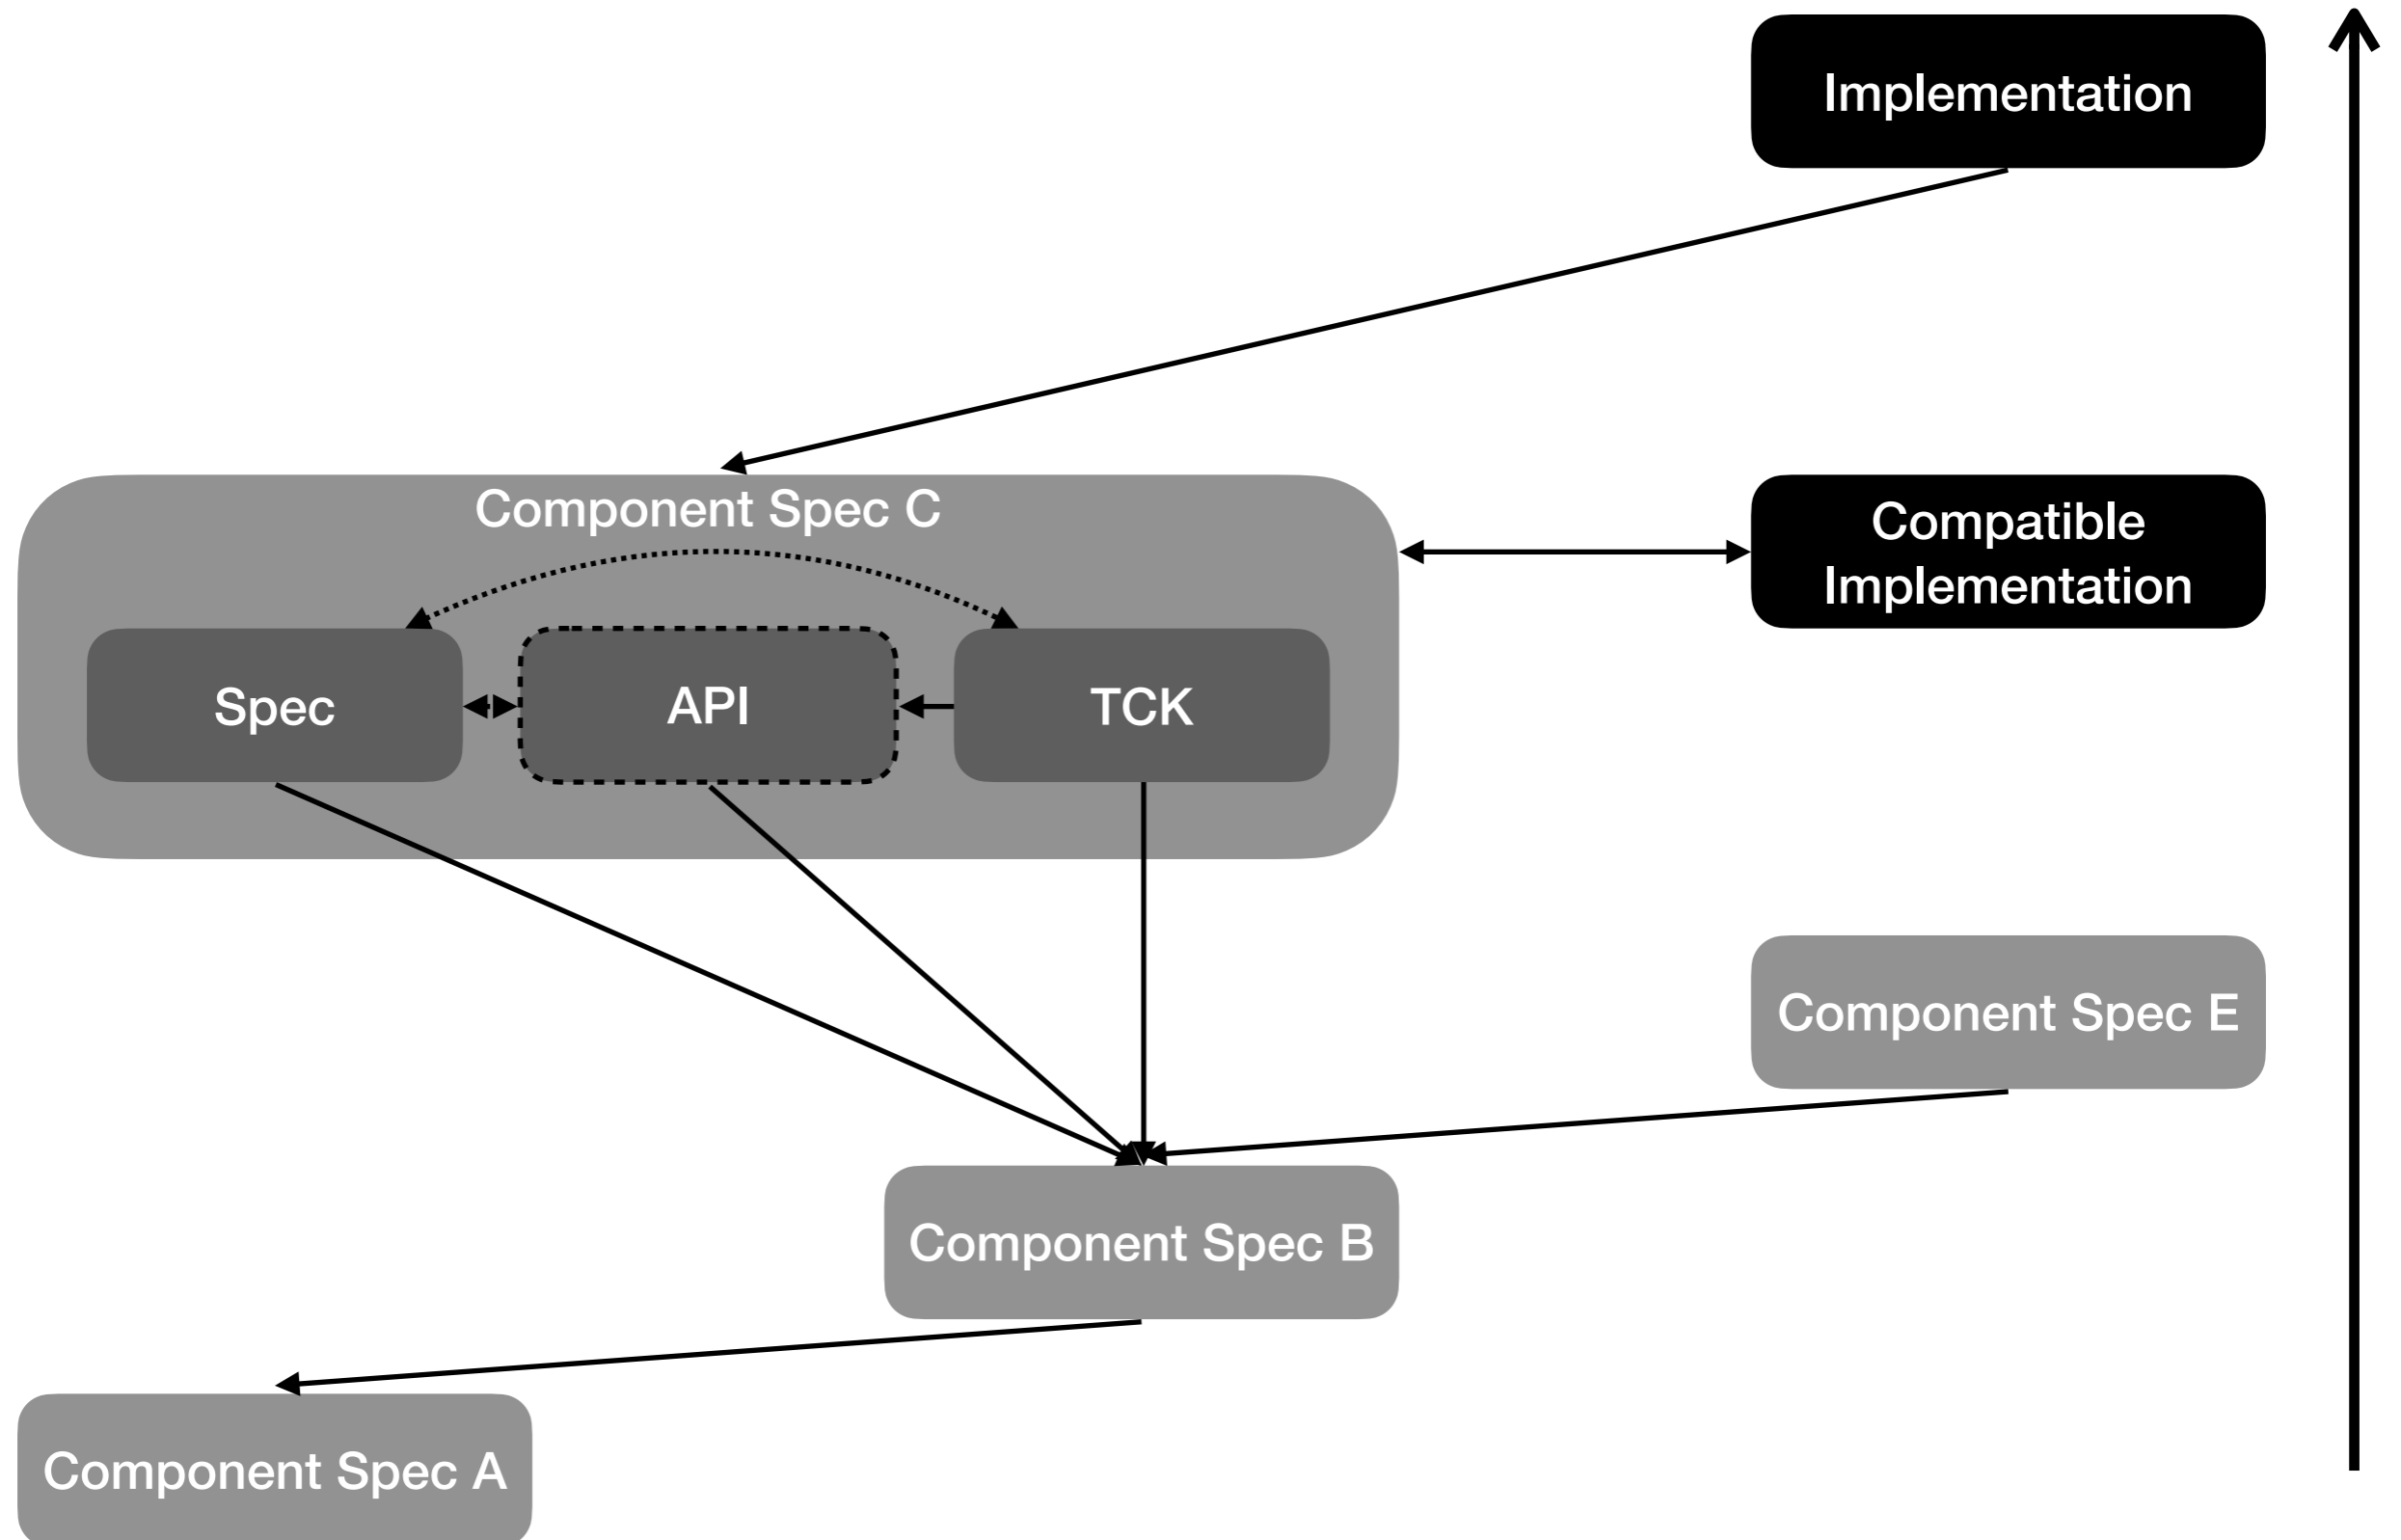 Implementation
Component Spec C
Compatible
Implementation
Spec
API
TCK
Component Spec E
Component Spec B
Component Spec A